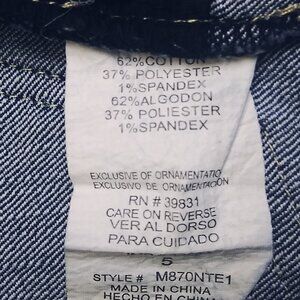 62% COTTON
37% POLYESTER
1% SPANDEX
62% ALGODON
37% POLIESTER
1% SPANDEX
EXCLUSIVE OF ORNAMENTATIO
EXCLUSIVO DE ORNAMENTACION
RN # 39831
CARE ON REVERSE
VER AL DORSO
PARA CUIDADO
5
STYLE # M870NTE1
MADE IN CHINA
HECHO EN CHINA